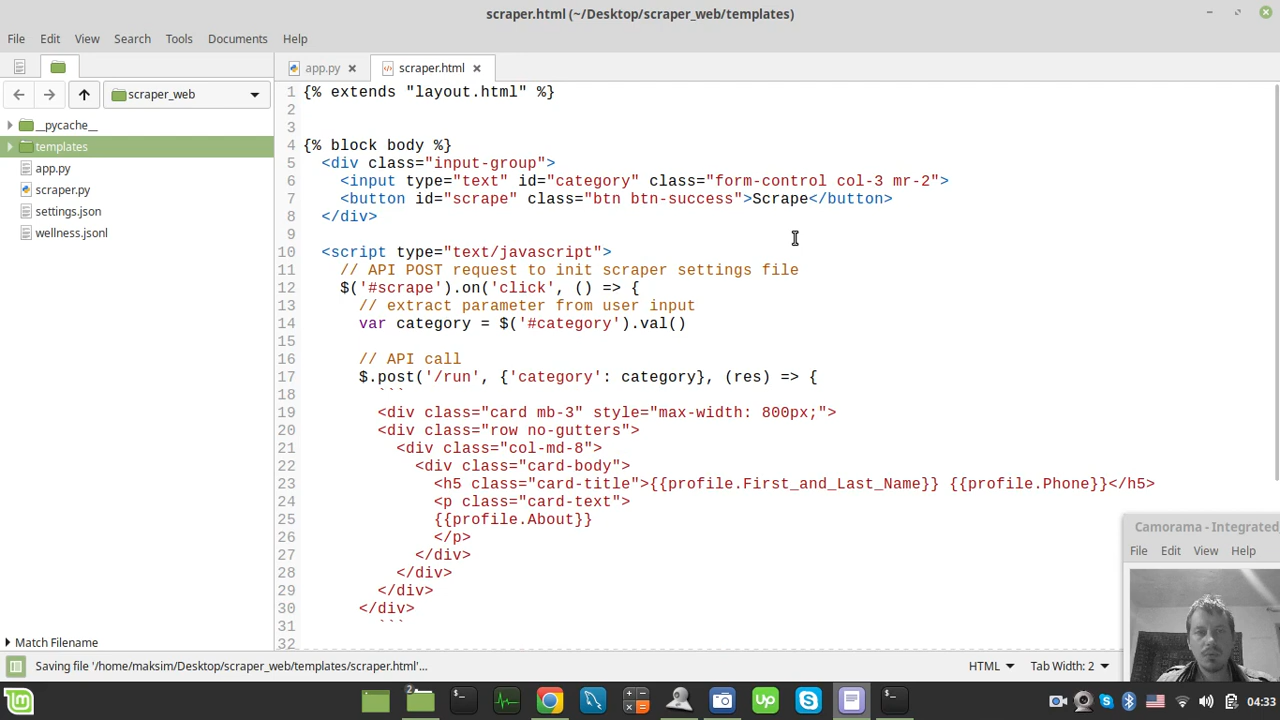 scraper.html (~/Desktop/scraper_web/templates)
File Edit View Search Tools Documents Help
app.py scraper.html
scraper_web
__pycache__
templates
app.py
scraper.py
settings.json
wellness.jsonl
Match Filename
1 {% extends "layout.html" %}
2
3
4 {% block body %}
5 <div class="input-group">
6 <input type="text" id="category" class="form-control col-3 mr-2">
7 <button id="scrape" class="btn btn-success">Scrape</button>
8 </div>
9
10 <script type="text/javascript">
11 // API POST request to init scraper settings file
12 $('#scrape').on('click', () => {
13 // extract parameter from user input
14 var category = $('#category').val()
15
16 // API call
17 $.post('/run', {'category': category}, (res) => {
18 ```
19 <div class="card mb-3" style="max-width: 800px;">
20 <div class="row no-gutters">
21 <div class="col-md-8">
22 <div class="card-body">
23 <h5 class="card-title">{{profile.First_and_Last_Name}} {{profile.Phone}}</h5>
24 <p class="card-text">
25 {{profile.About}}
26 </p>
27 </div>
28 </div>
29 </div>
30 </div>
31 ```
32
Camorama - Integrated
File Edit View Help
Saving file '/home/maksim/Desktop/scraper_web/templates/scraper.html'...
HTML Tab Width: 2
2
Up
04:33